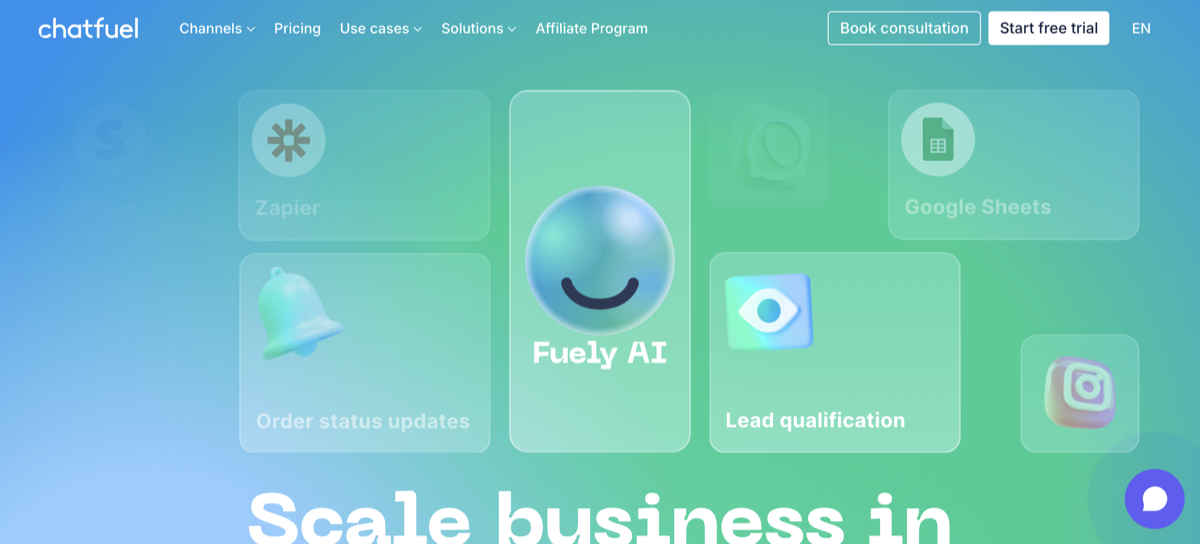 chatfuel Channels Pricing Use cases Solutions Affiliate Program Book consultation Start free trial EN
Zapier
Google Sheets
Fuely AI
Order status updates
Lead qualification
Scale business in